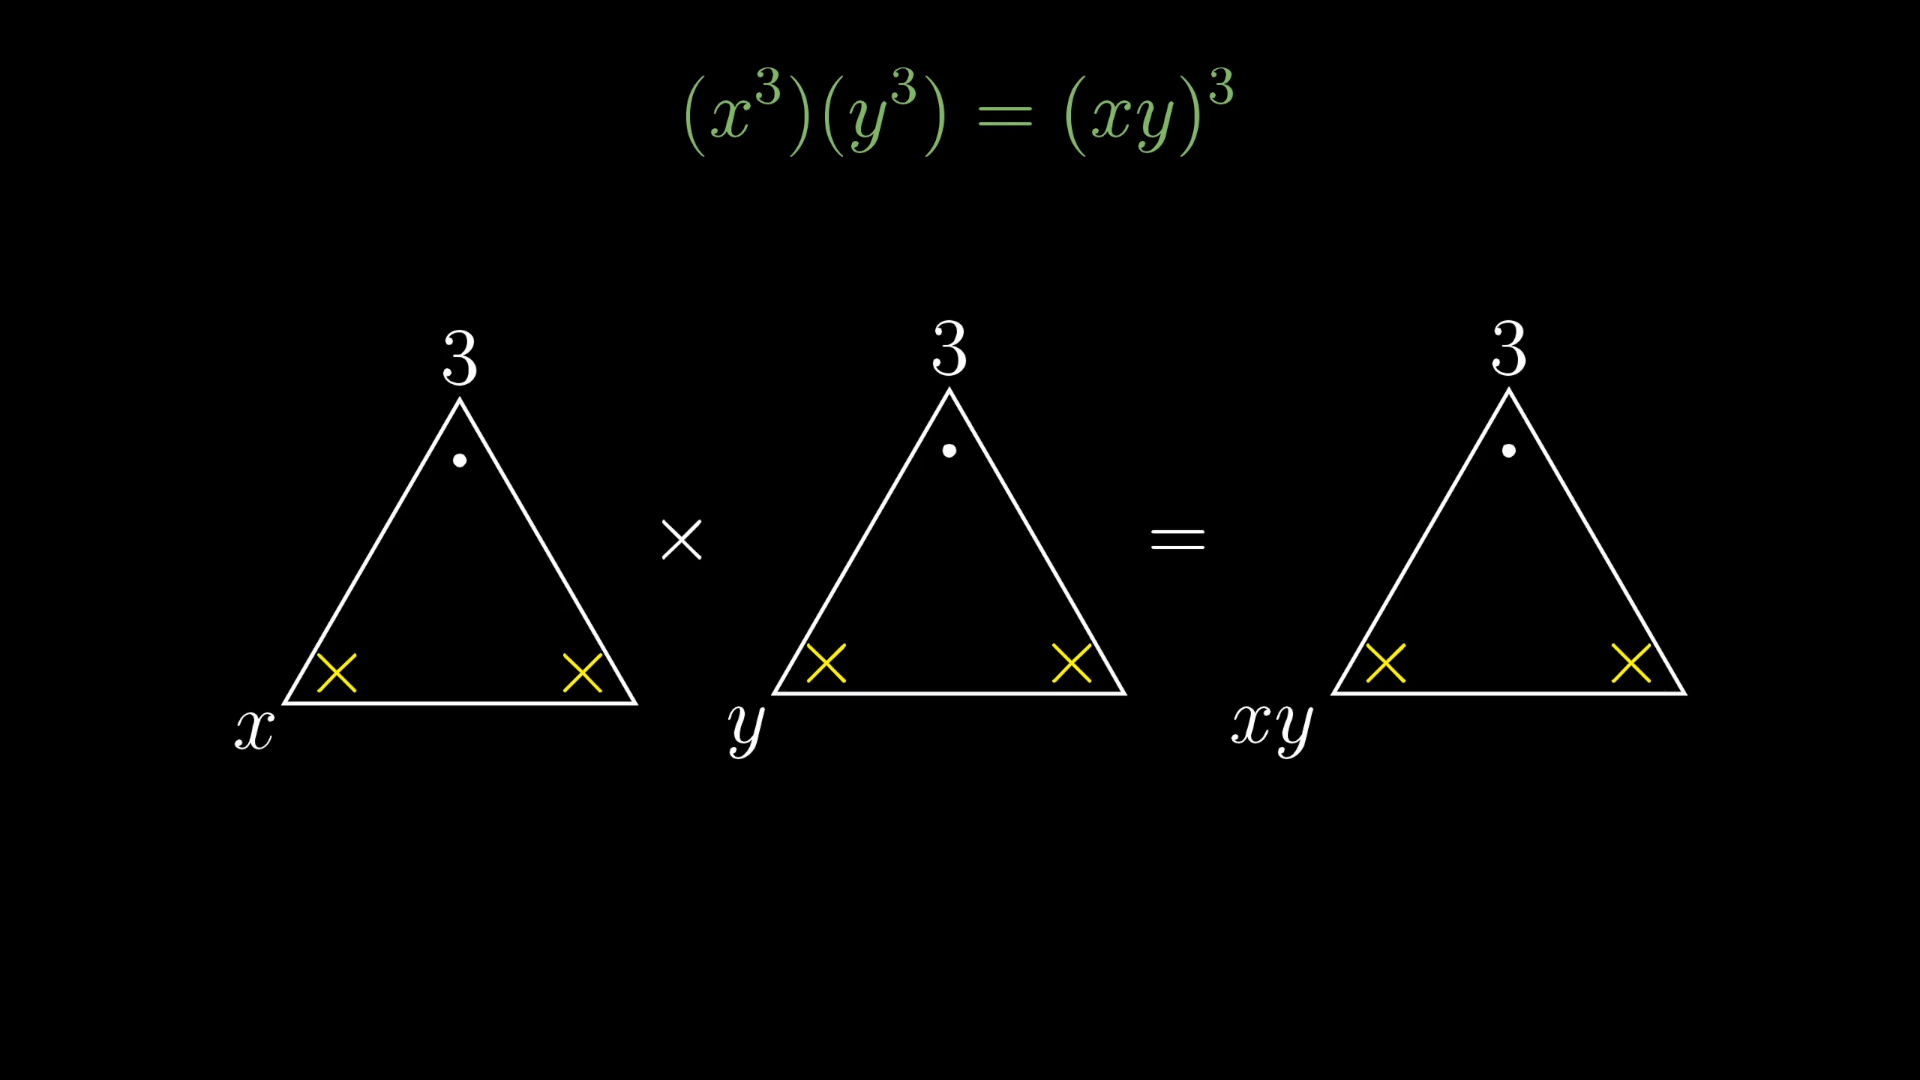 (x³)(y³) = (xy)³
3 3 3
× =
× × × × × ×
x y xy